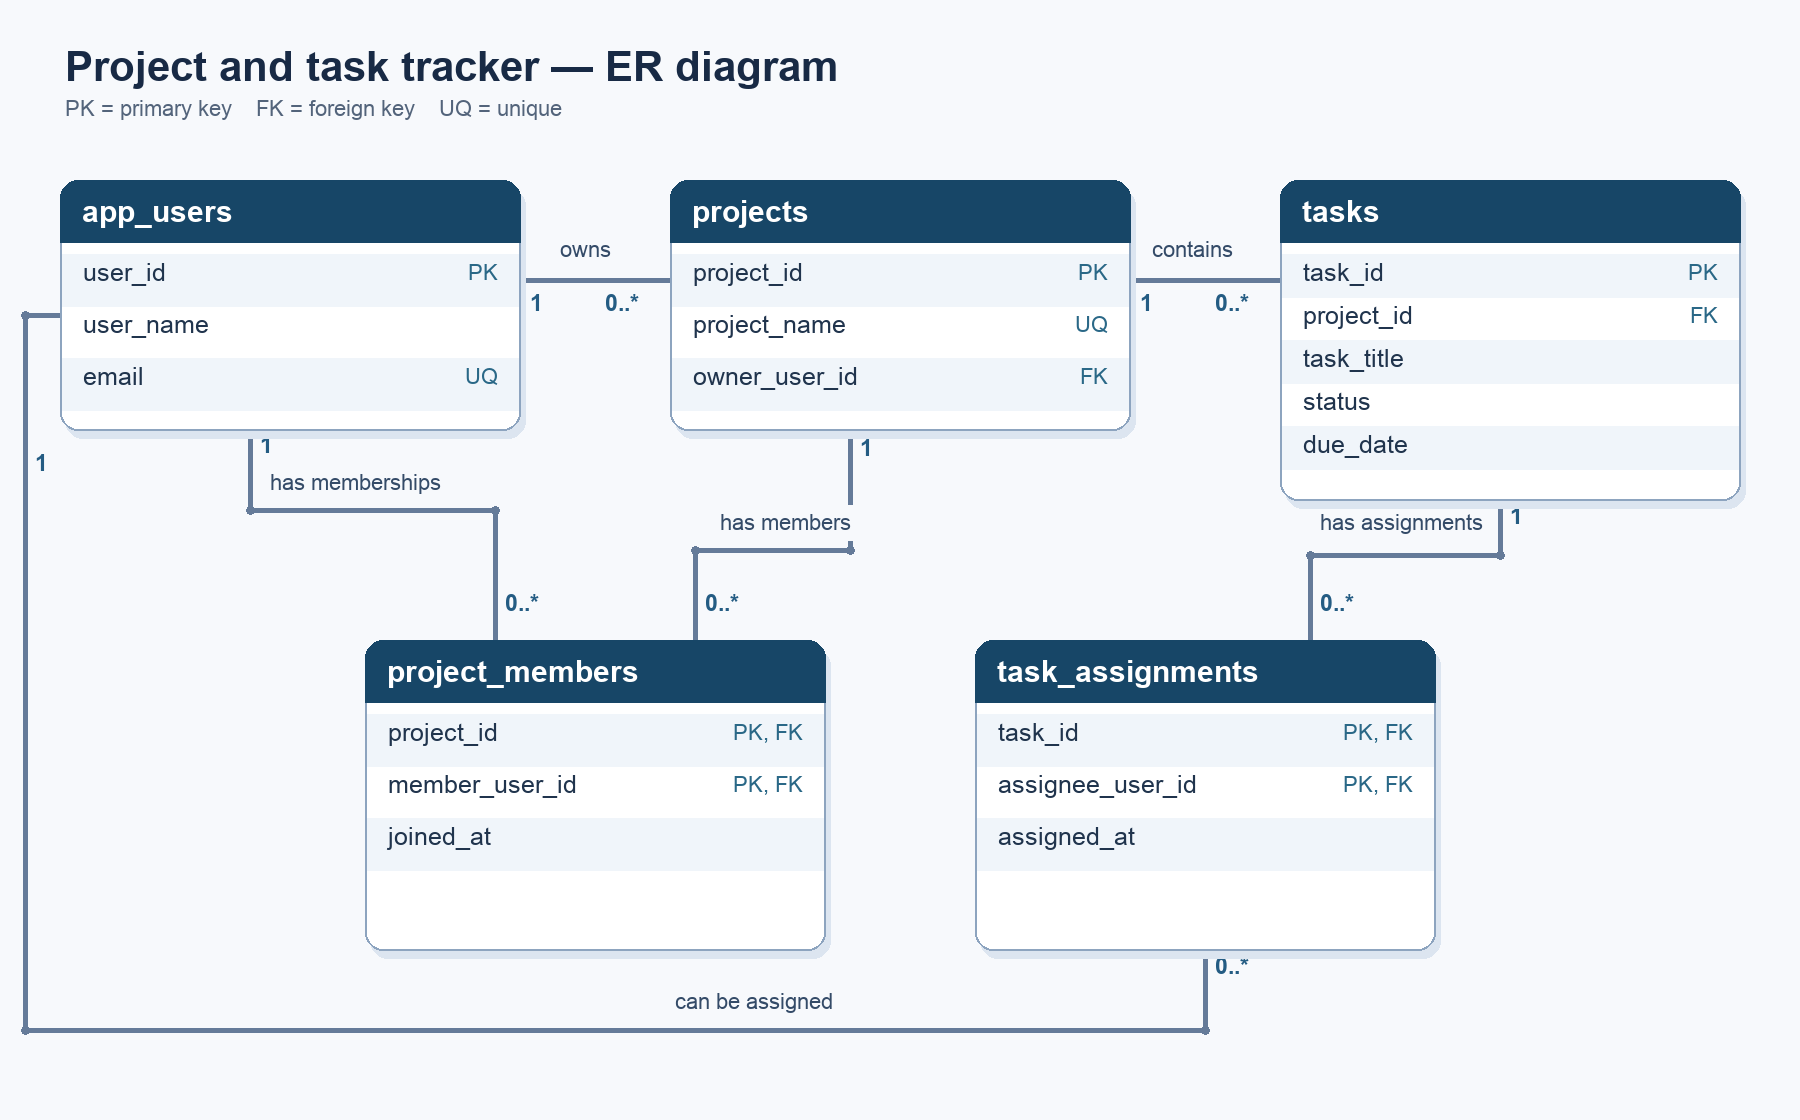 Project and task tracker — ER diagram
PK = primary key    FK = foreign key    UQ = unique
app_users
user_id PK
user_name
email UQ
owns
1 0..*
projects
project_id PK
project_name UQ
owner_user_id FK
contains
1 0..*
tasks
task_id PK
project_id FK
task_title
status
due_date
1
1
has memberships
0..*
1
has members
0..*
has assignments 1
0..*
project_members
project_id PK, FK
member_user_id PK, FK
joined_at
task_assignments
task_id PK, FK
assignee_user_id PK, FK
assigned_at
0..*
can be assigned